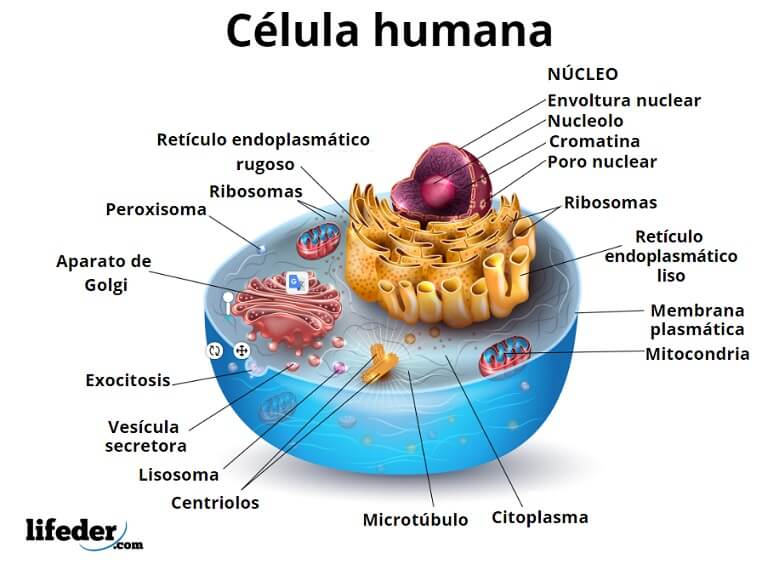 Célula humana
NÚCLEO
Envoltura nuclear
Nucleolo
Cromatina
Poro nuclear
Retículo endoplasmático
rugoso
Ribosomas
Peroxisoma
Ribosomas
Aparato de
Golgi
Retículo
endoplasmático
liso
Membrana
plasmática
Mitocondria
Exocitosis
Vesícula
secretora
Lisosoma
Centriolos
Microtúbulo
Citoplasma
lifeder
.com